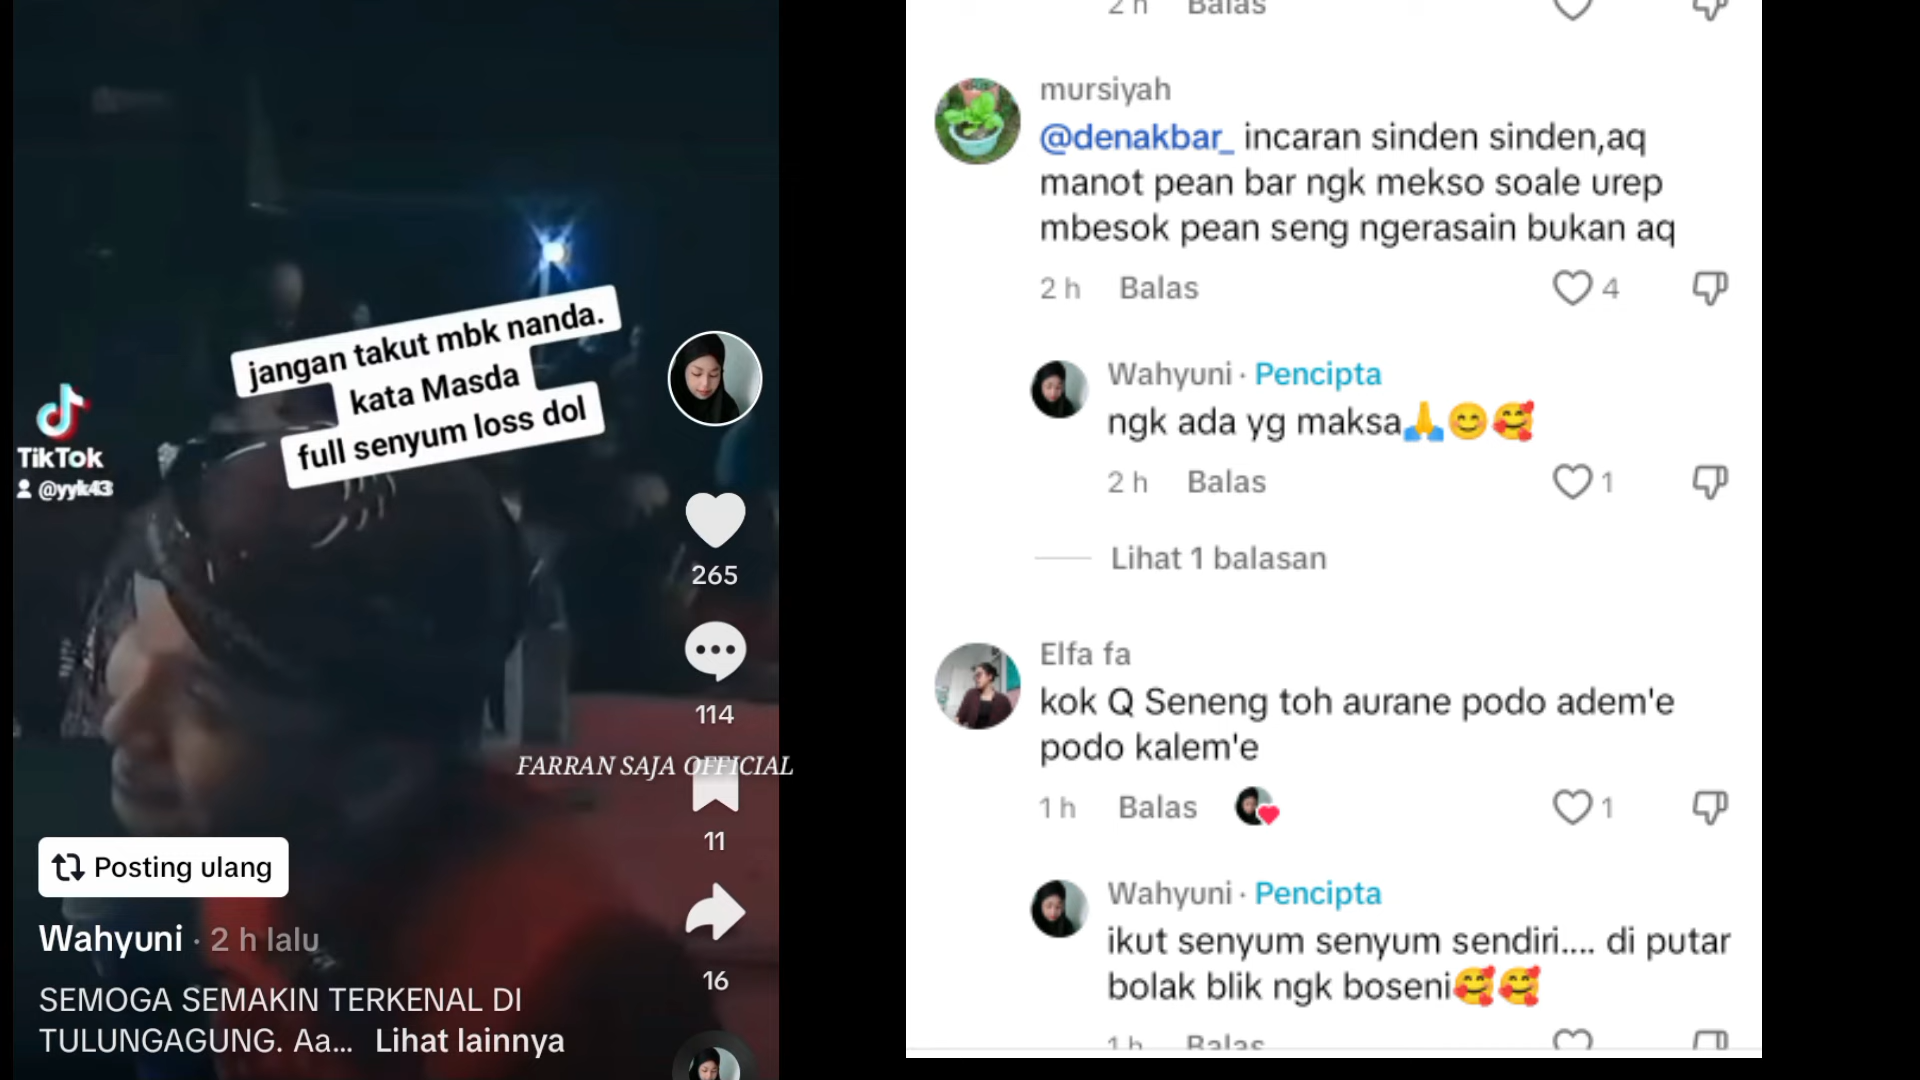 jangan takut mbk nanda.
kata Masda
full senyum loss dol
TikTok
@yyk43
265
114
FARRAN SAJA OFFICIAL
11
Posting ulang
Wahyuni · 2 h lalu
16
SEMOGA SEMAKIN TERKENAL DI
TULUNGAGUNG. Aa... Lihat lainnya
2 h Balas
mursiyah
@denakbar_ incaran sinden sinden,aq
manot pean bar ngk mekso soale urep
mbesok pean seng ngerasain bukan aq
2 h Balas 4
Wahyuni · Pencipta
ngk ada yg maksa🙏😊🥰
2 h Balas 1
Lihat 1 balasan
Elfa fa
kok Q Seneng toh aurane podo adem'e
podo kalem'e
1 h Balas 1
Wahyuni · Pencipta
ikut senyum senyum sendiri.... di putar
bolak blik ngk boseni🥰🥰
1 h Balas